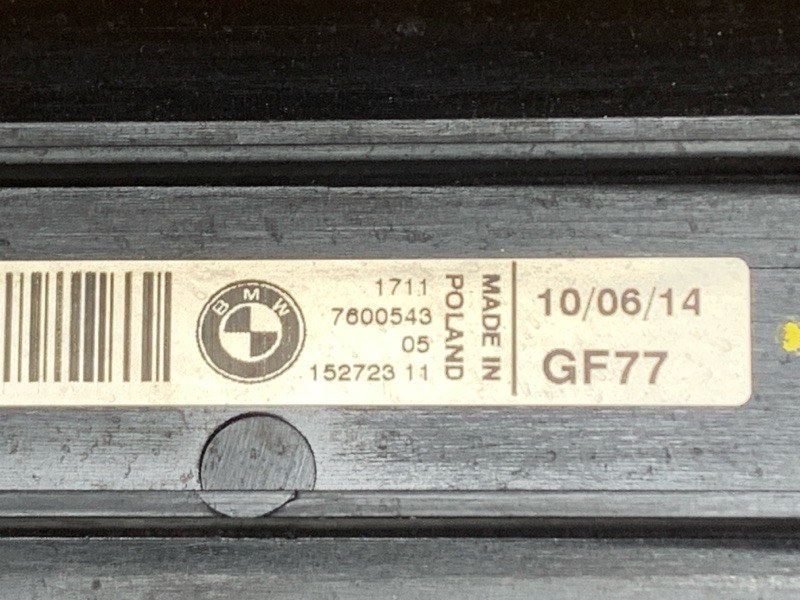 BMW
1711
7600543
05
152723 11
MADE IN
POLAND
10/06/14
GF77